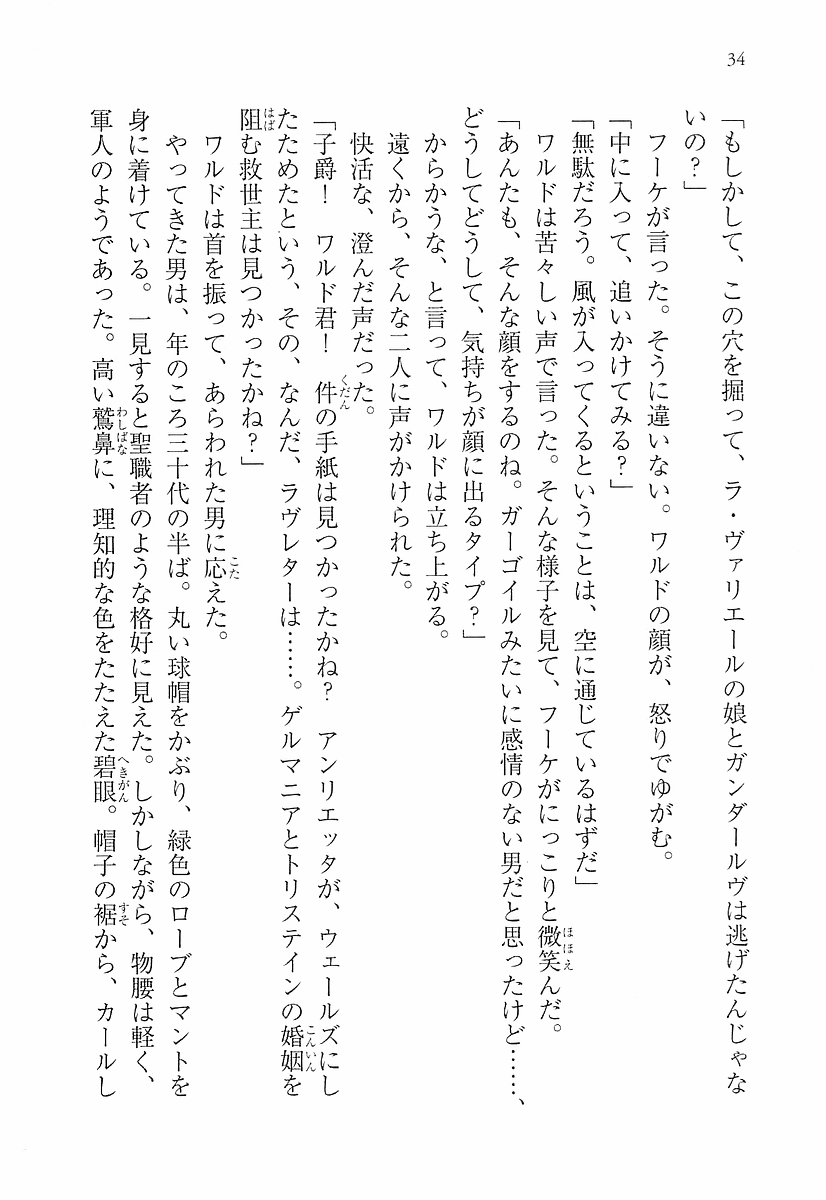 34
「もしかして、この穴を掘って、ラ・ヴァリエールの娘とガンダールヴは逃げたんじゃな
いの？」
フーケが言った。そうに違いない。ワルドの顔が、怒りでゆがむ。
「中に入って、追いかけてみる？」
「無駄だろう。風が入ってくるということは、空に通じているはずだ」
ワルドは苦々しい声で言った。そんな様子を見て、フーケがにっこりと微笑んだ。
「あんたも、そんな顔をするのね。ガーゴイルみたいに感情のない男だと思ったけど……、
どうしてどうして、気持ちが顔に出るタイプ？」
からかうな、と言って、ワルドは立ち上がる。
遠くから、そんな二人に声がかけられた。
快活な、澄んだ声だった。
「子爵！　ワルド君！　件の手紙は見つかったかね？　アンリエッタが、ウェールズにし
たためたという、その、なんだ、ラヴレターは……。ゲルマニアとトリステインの婚姻を
阻む救世主は見つかったかね？」
ワルドは首を振って、あらわれた男に応えた。
やってきた男は、年のころ三十代の半ば。丸い球帽をかぶり、緑色のローブとマントを
身に着けている。一見すると聖職者のような格好に見えた。しかしながら、物腰は軽く、
軍人のようであった。高い鷲鼻に、理知的な色をたたえた碧眼。帽子の裾から、カールし